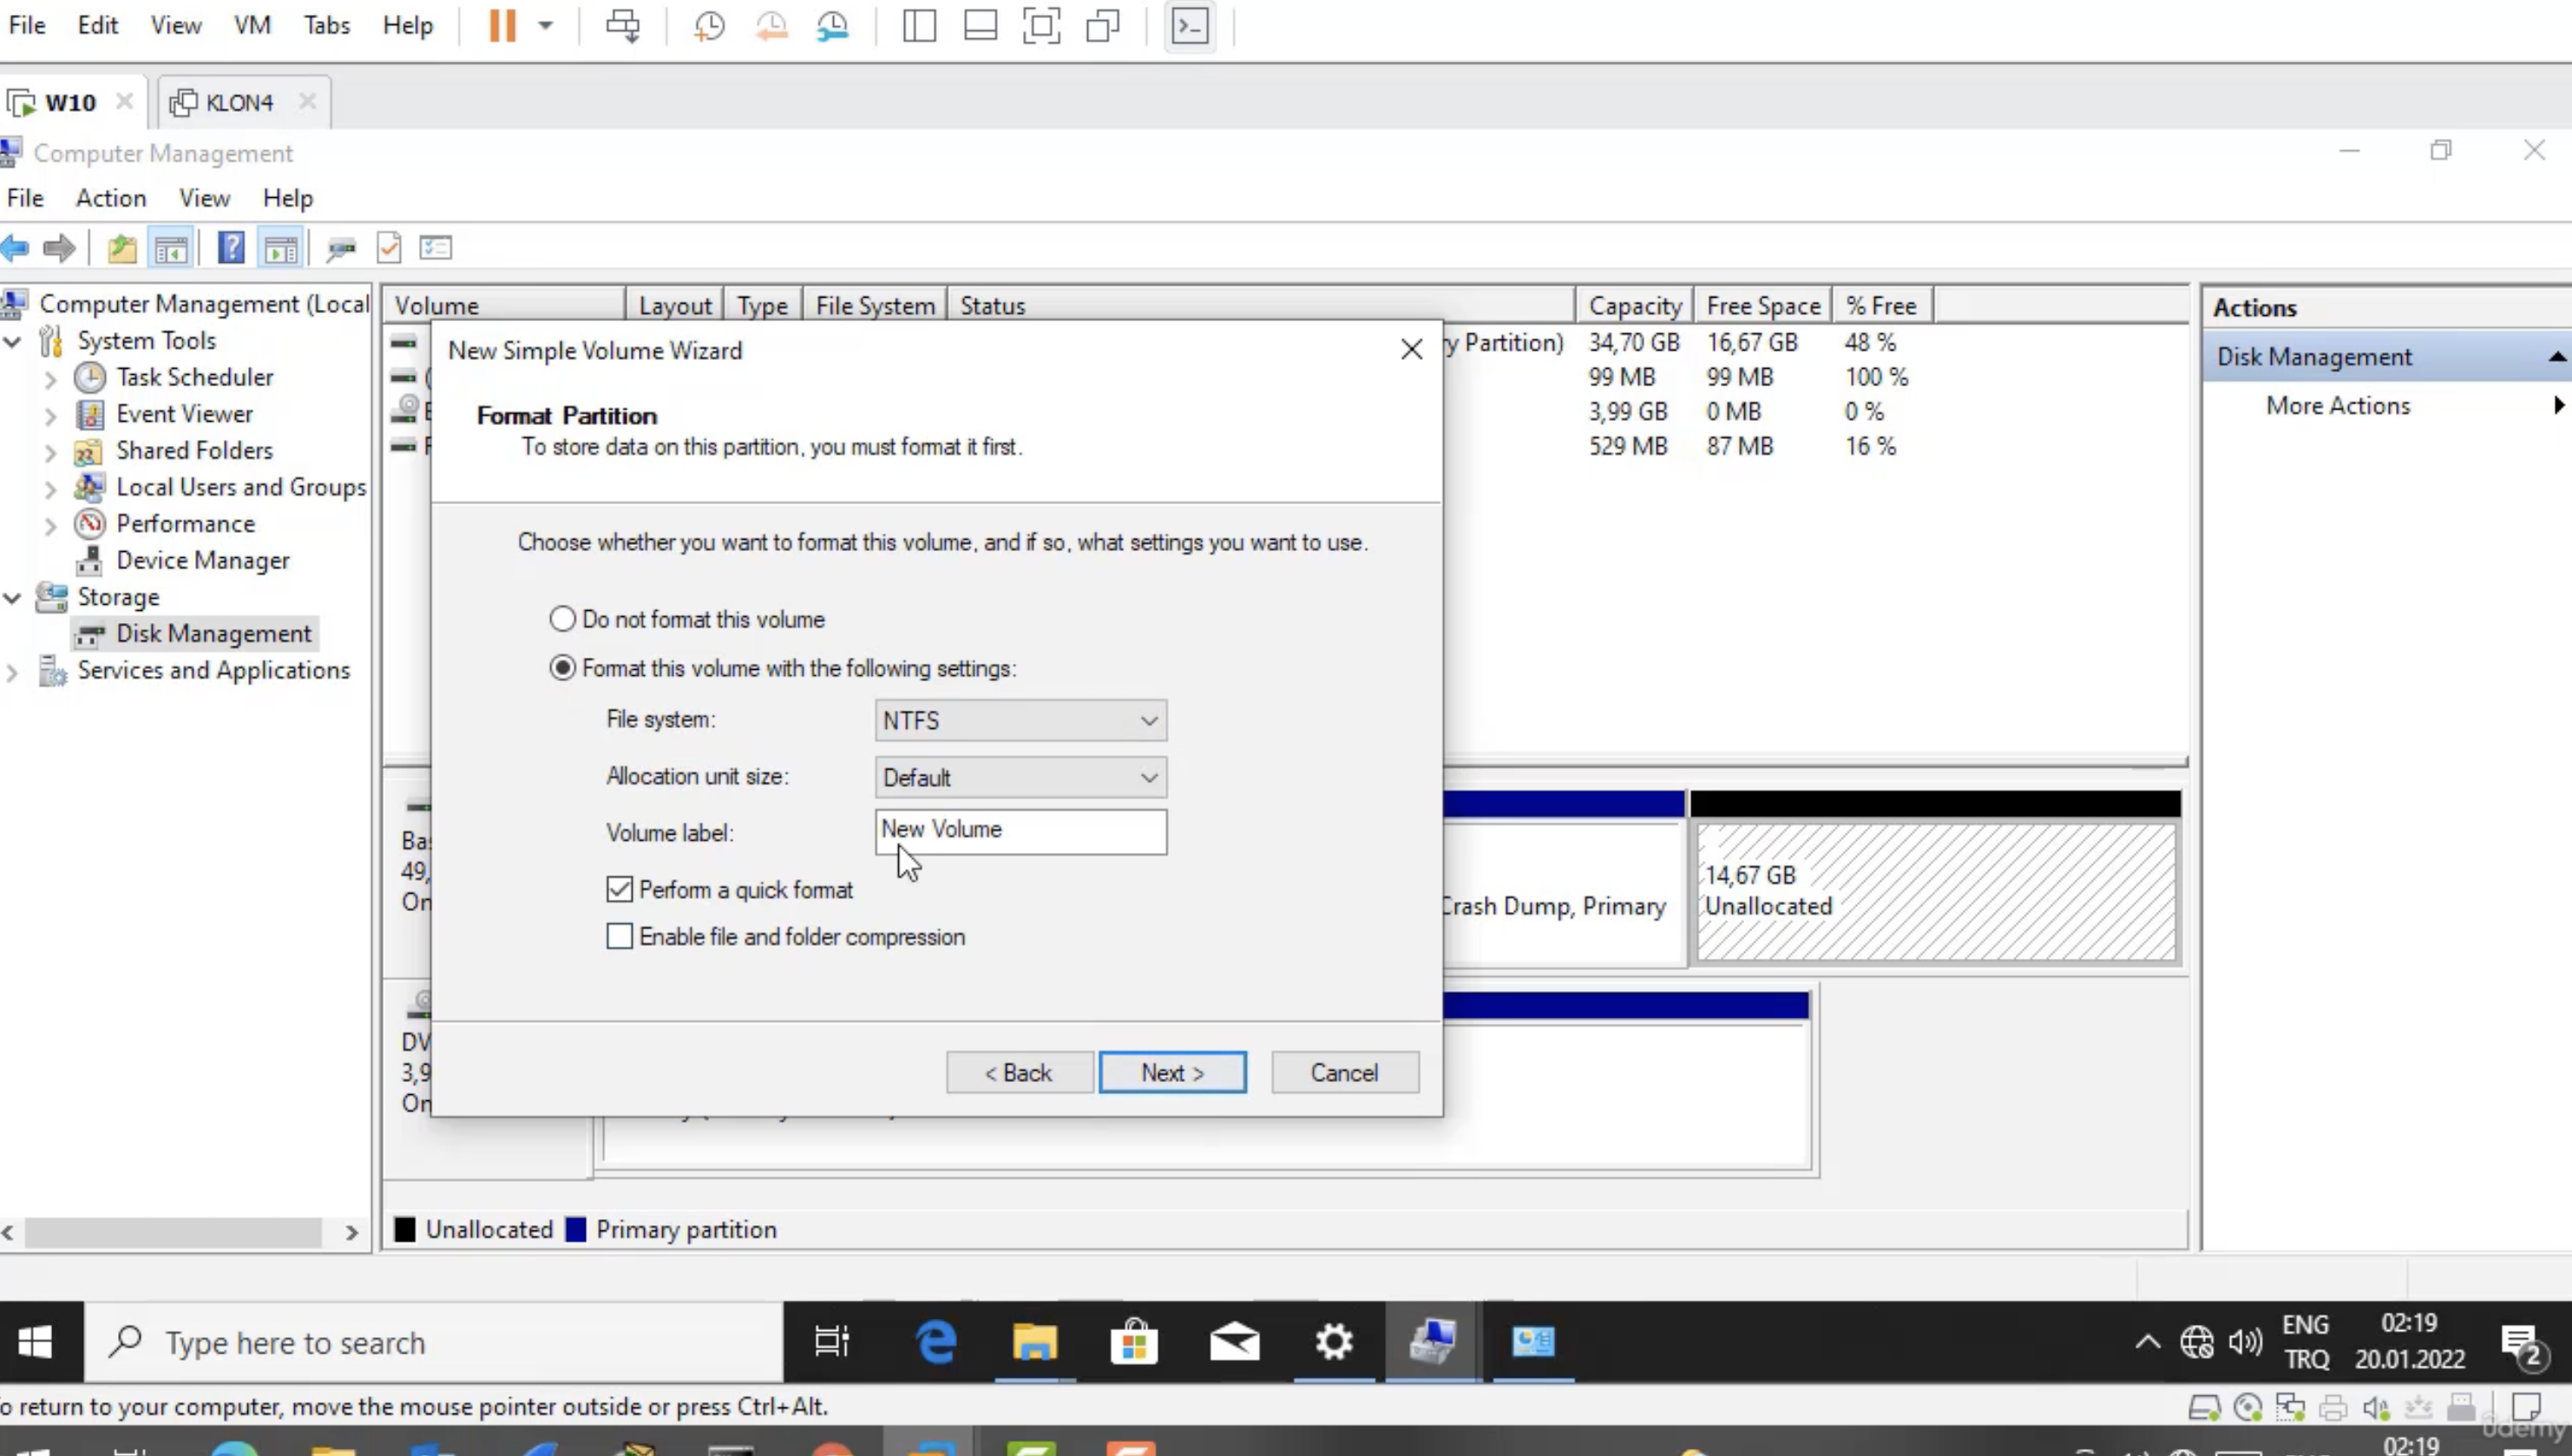 File Edit View VM Tabs Help
W10 KLON4
Computer Management
File Action View Help
Computer Management (Local
System Tools
Task Scheduler
Event Viewer
Shared Folders
Local Users and Groups
Performance
Device Manager
Storage
Disk Management
Services and Applications
Volume Layout Type File System Status Capacity Free Space % Free
y Partition) 34,70 GB 16,67 GB 48 %
99 MB 99 MB 100 %
3,99 GB 0 MB 0 %
529 MB 87 MB 16 %
New Simple Volume Wizard
Format Partition
To store data on this partition, you must format it first.
Choose whether you want to format this volume, and if so, what settings you want to use.
Do not format this volume
Format this volume with the following settings:
File system: NTFS
Allocation unit size: Default
Volume label: New Volume
Perform a quick format
Enable file and folder compression
< Back Next > Cancel
Bas
49,
On
Crash Dump, Primary
14,67 GB
Unallocated
DV
3,9
On
Unallocated Primary partition
Actions
Disk Management
More Actions
Type here to search
ENG
TRQ
02:19
20.01.2022
2
o return to your computer, move the mouse pointer outside or press Ctrl+Alt.
udemy
02:19